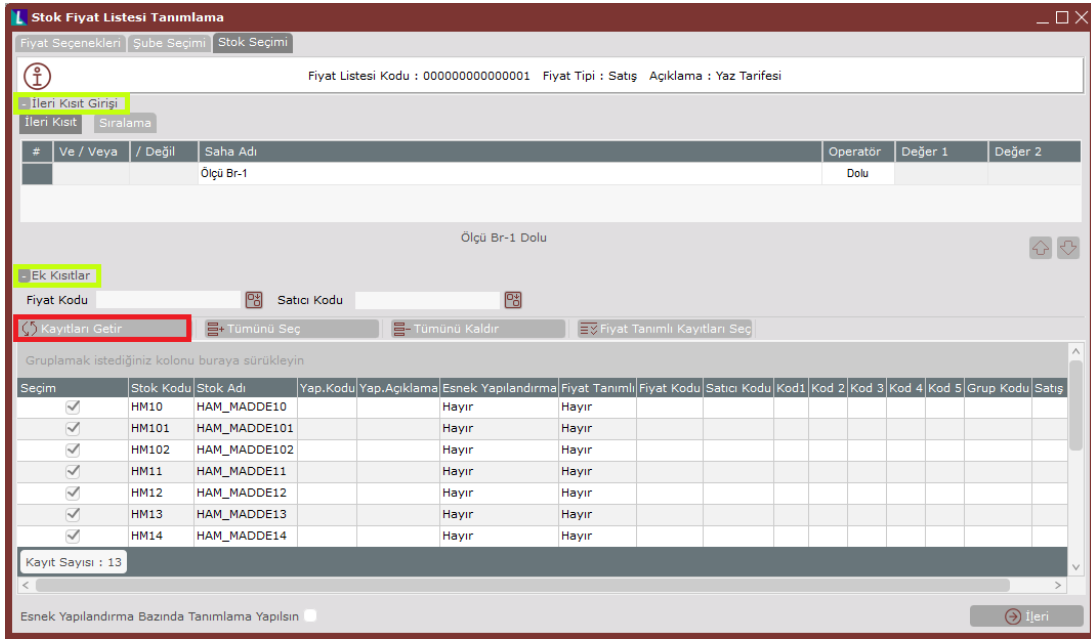 Stok Fiyat Listesi Tanımlama
Fiyat Seçenekleri Şube Seçimi Stok Seçimi
Fiyat Listesi Kodu : 000000000000001 Fiyat Tipi : Satış Açıklama : Yaz Tarifesi
İleri Kısıt Girişi
İleri Kısıt Sıralama
# Ve / Veya / Değil Saha Adı Operatör Değer 1 Değer 2
Ölçü Br-1 Dolu
Ölçü Br-1 Dolu
Ek Kısıtlar
Fiyat Kodu Satıcı Kodu
Kayıtları Getir Tümünü Seç Tümünü Kaldır Fiyat Tanımlı Kayıtları Seç
Gruplamak istediğiniz kolonu buraya sürükleyin
Seçim Stok Kodu Stok Adı Yap.Kodu Yap.Açıklama Esnek Yapılandırma Fiyat Tanımlı Fiyat Kodu Satıcı Kodu Kod1 Kod 2 Kod 3 Kod 4 Kod 5 Grup Kodu Satış
HM10 HAM_MADDE10 Hayır Hayır
HM101 HAM_MADDE101 Hayır Hayır
HM102 HAM_MADDE102 Hayır Hayır
HM11 HAM_MADDE11 Hayır Hayır
HM12 HAM_MADDE12 Hayır Hayır
HM13 HAM_MADDE13 Hayır Hayır
HM14 HAM_MADDE14 Hayır Hayır
Kayıt Sayısı : 13
Esnek Yapılandırma Bazında Tanımlama Yapılsın İleri